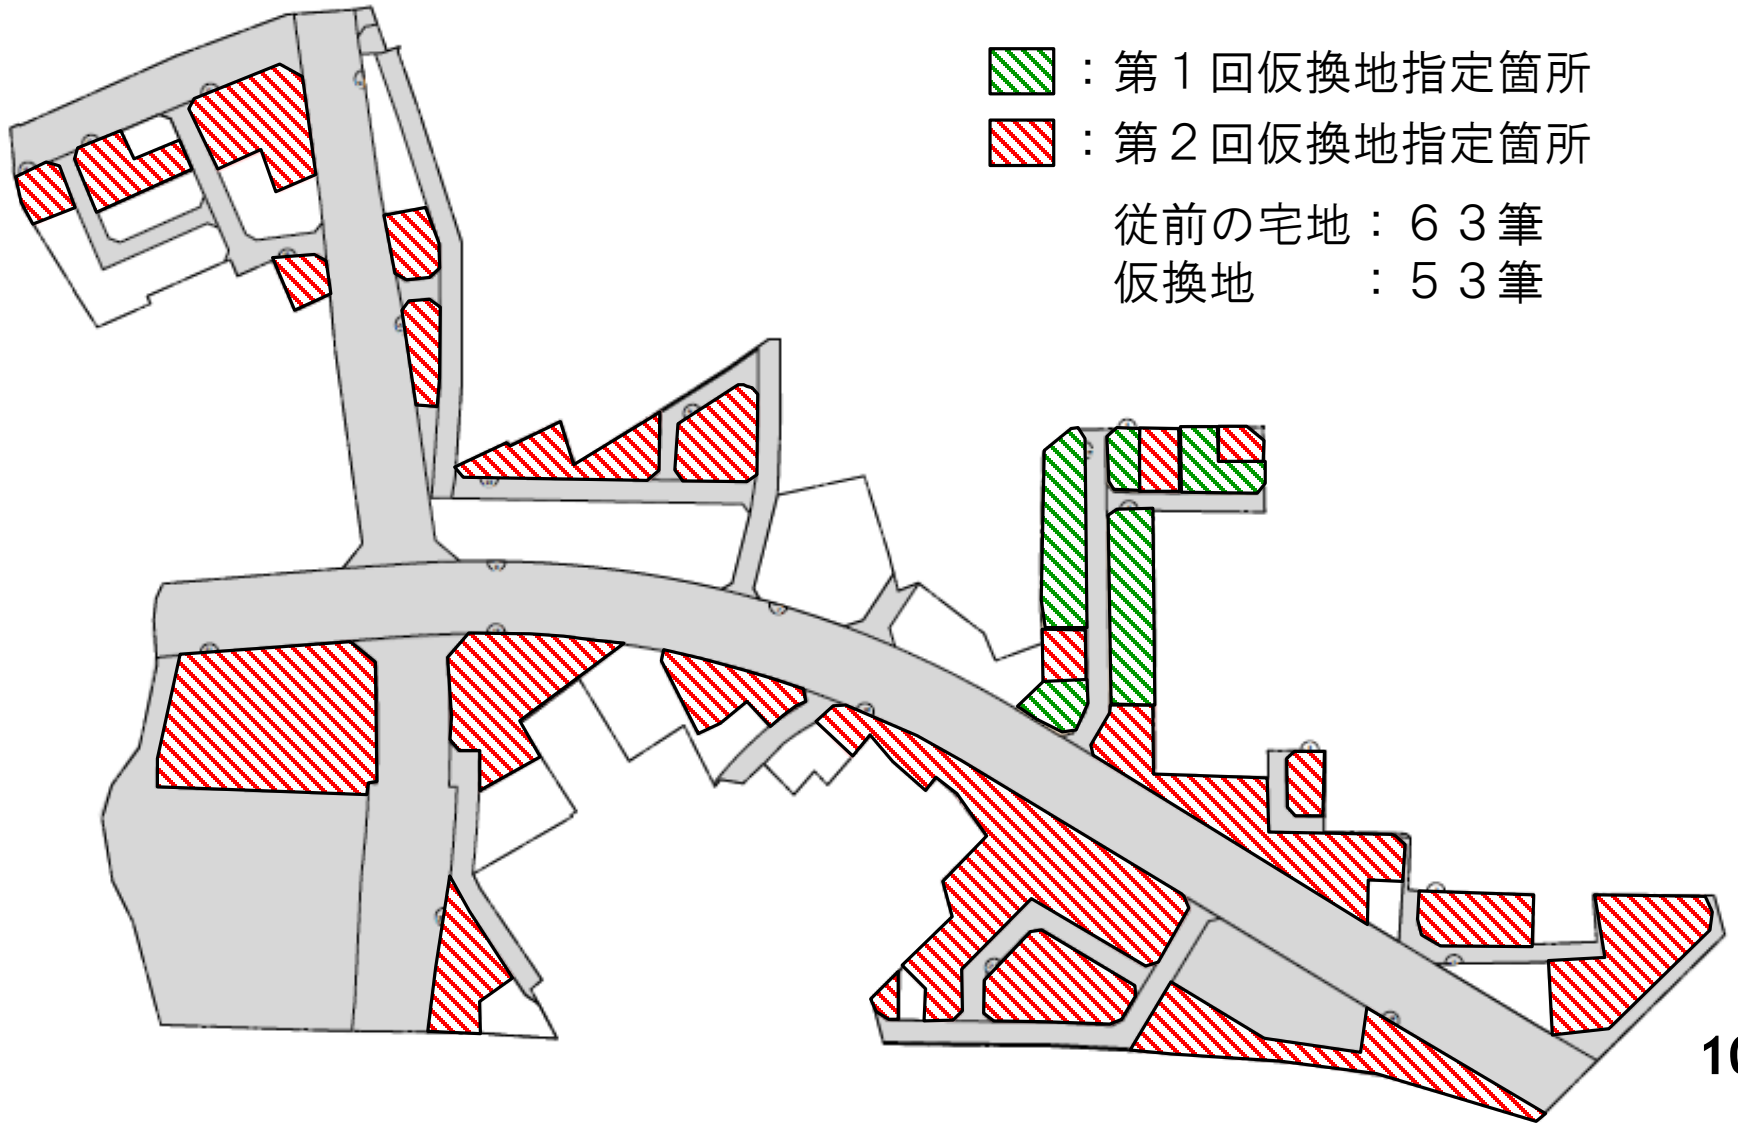 ：第１回仮換地指定箇所
：第２回仮換地指定箇所
従前の宅地：６３筆
仮換地　　：５３筆